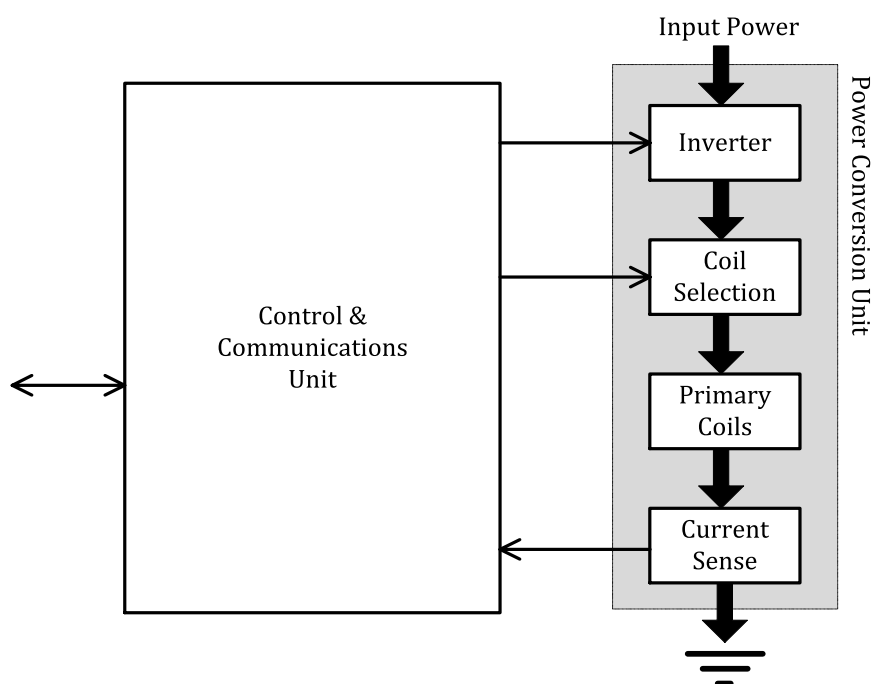 Input Power
Inverter
Coil
Selection
Primary
Coils
Current
Sense
Power Conversion Unit
Control &
Communications
Unit